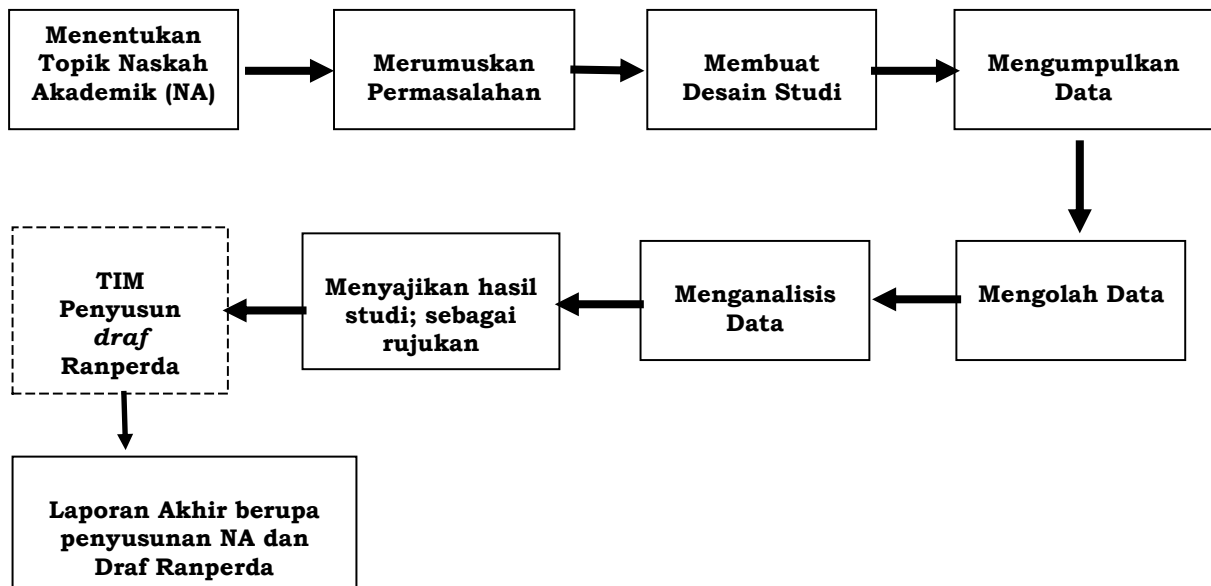 Menentukan
Topik Naskah
Akademik (NA)
Merumuskan
Permasalahan
Membuat
Desain Studi
Mengumpulkan
Data
Mengolah Data
Menganalisis
Data
Menyajikan hasil
studi; sebagai
rujukan
TIM
Penyusun
draf
Ranperda
Laporan Akhir berupa
penyusunan NA dan
Draf Ranperda